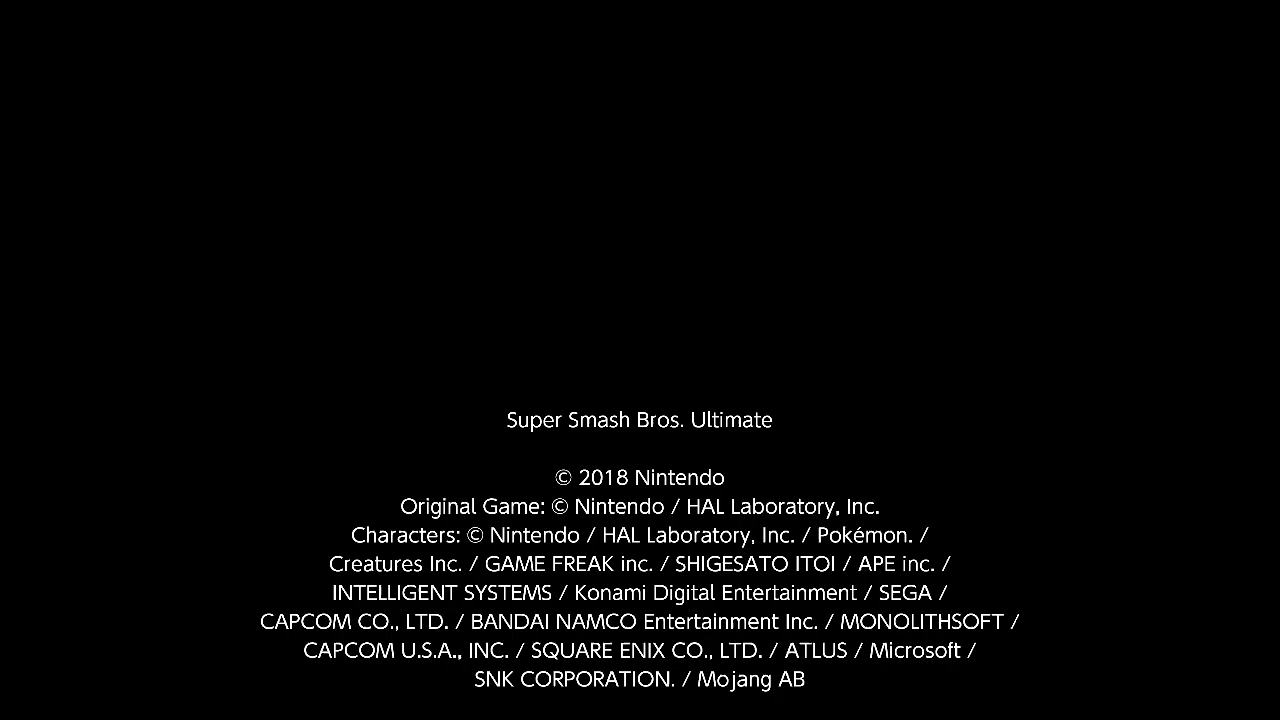 Super Smash Bros. Ultimate
© 2018 Nintendo
Original Game: © Nintendo / HAL Laboratory, Inc.
Characters: © Nintendo / HAL Laboratory, Inc. / Pokémon. /
Creatures Inc. / GAME FREAK inc. / SHIGESATO ITOI / APE inc. /
INTELLIGENT SYSTEMS / Konami Digital Entertainment / SEGA /
CAPCOM CO., LTD. / BANDAI NAMCO Entertainment Inc. / MONOLITHSOFT /
CAPCOM U.S.A., INC. / SQUARE ENIX CO., LTD. / ATLUS / Microsoft /
SNK CORPORATION. / Mojang AB